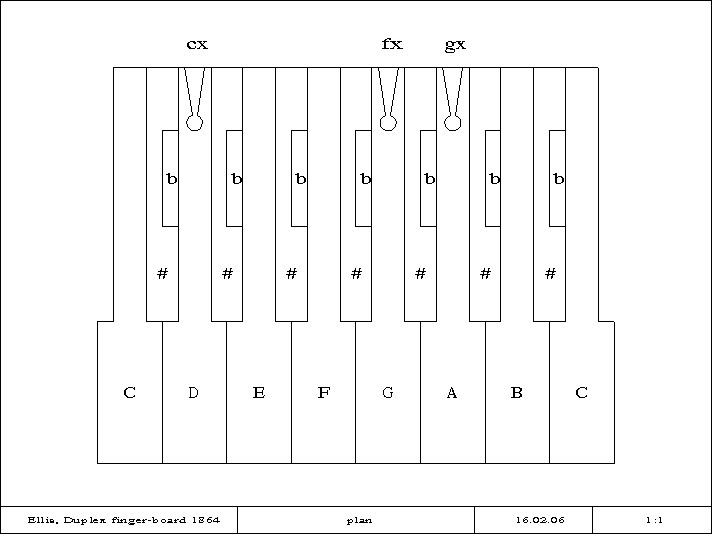 cx fx gx
b b b b b b b
# # # # # # #
C D E F G A B C
Ellis, Duplex finger-board 1864 plan 16.02.06 1:1